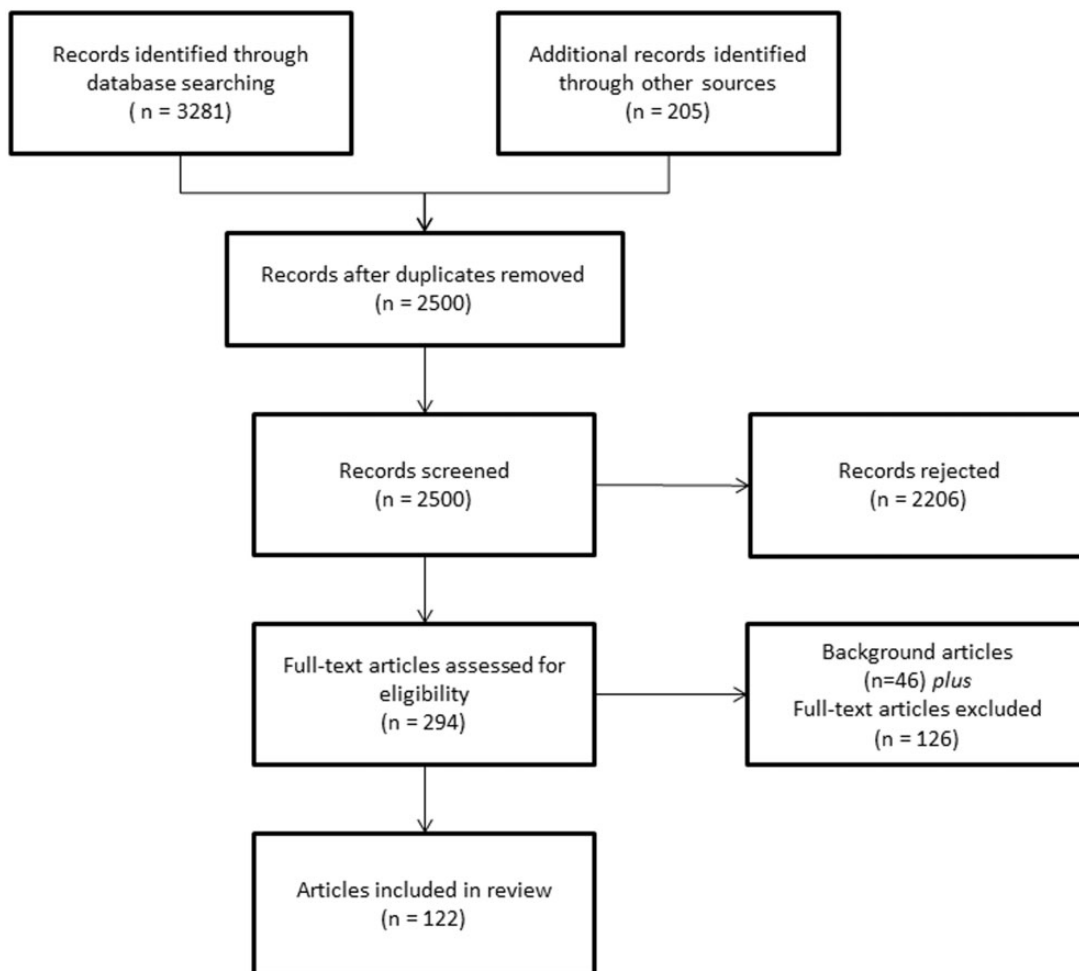 Records identified through
database searching
( n = 3281)
Additional records identified
through other sources
(n = 205)
Records after duplicates removed
(n = 2500)
Records screened
(n = 2500)
Records rejected
(n = 2206)
Full-text articles assessed for
eligibility
(n = 294)
Background articles
(n=46) plus
Full-text articles excluded
(n = 126)
Articles included in review
(n = 122)